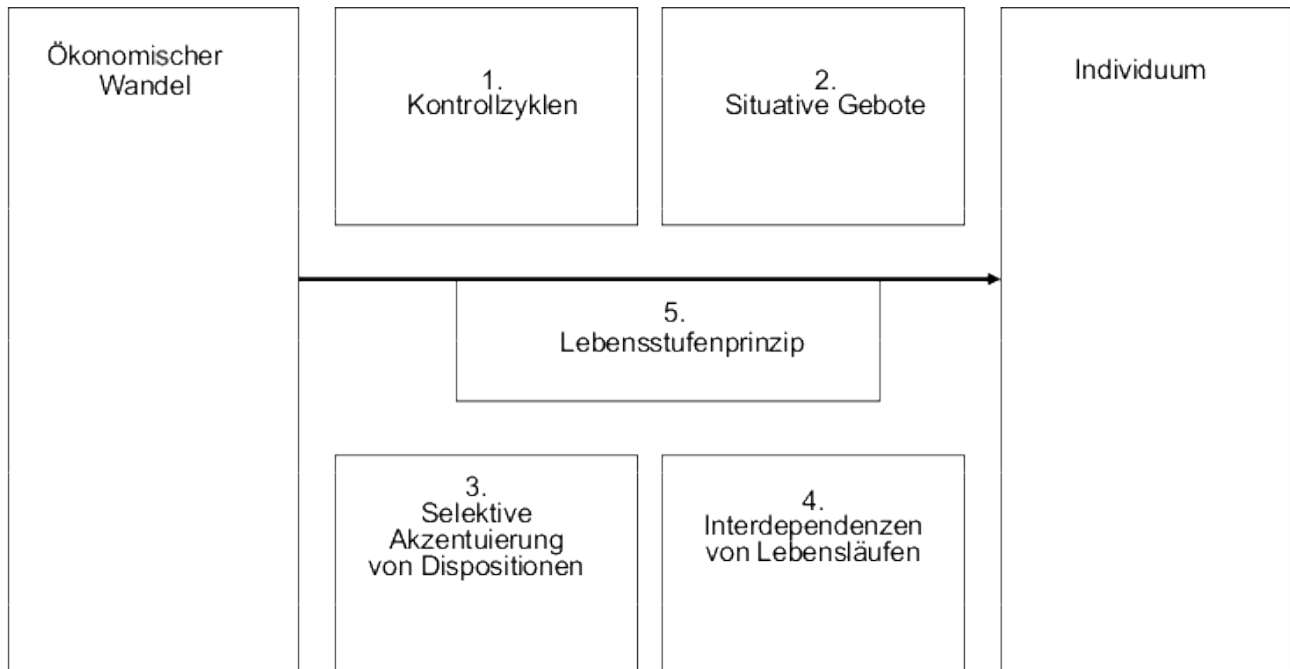 Ökonomischer
Wandel
1.
Kontrollzyklen
2.
Situative Gebote
Individuum
5.
Lebensstufenprinzip
3.
Selektive
Akzentuierung
von Dispositionen
4.
Interdependenzen
von Lebensläufen